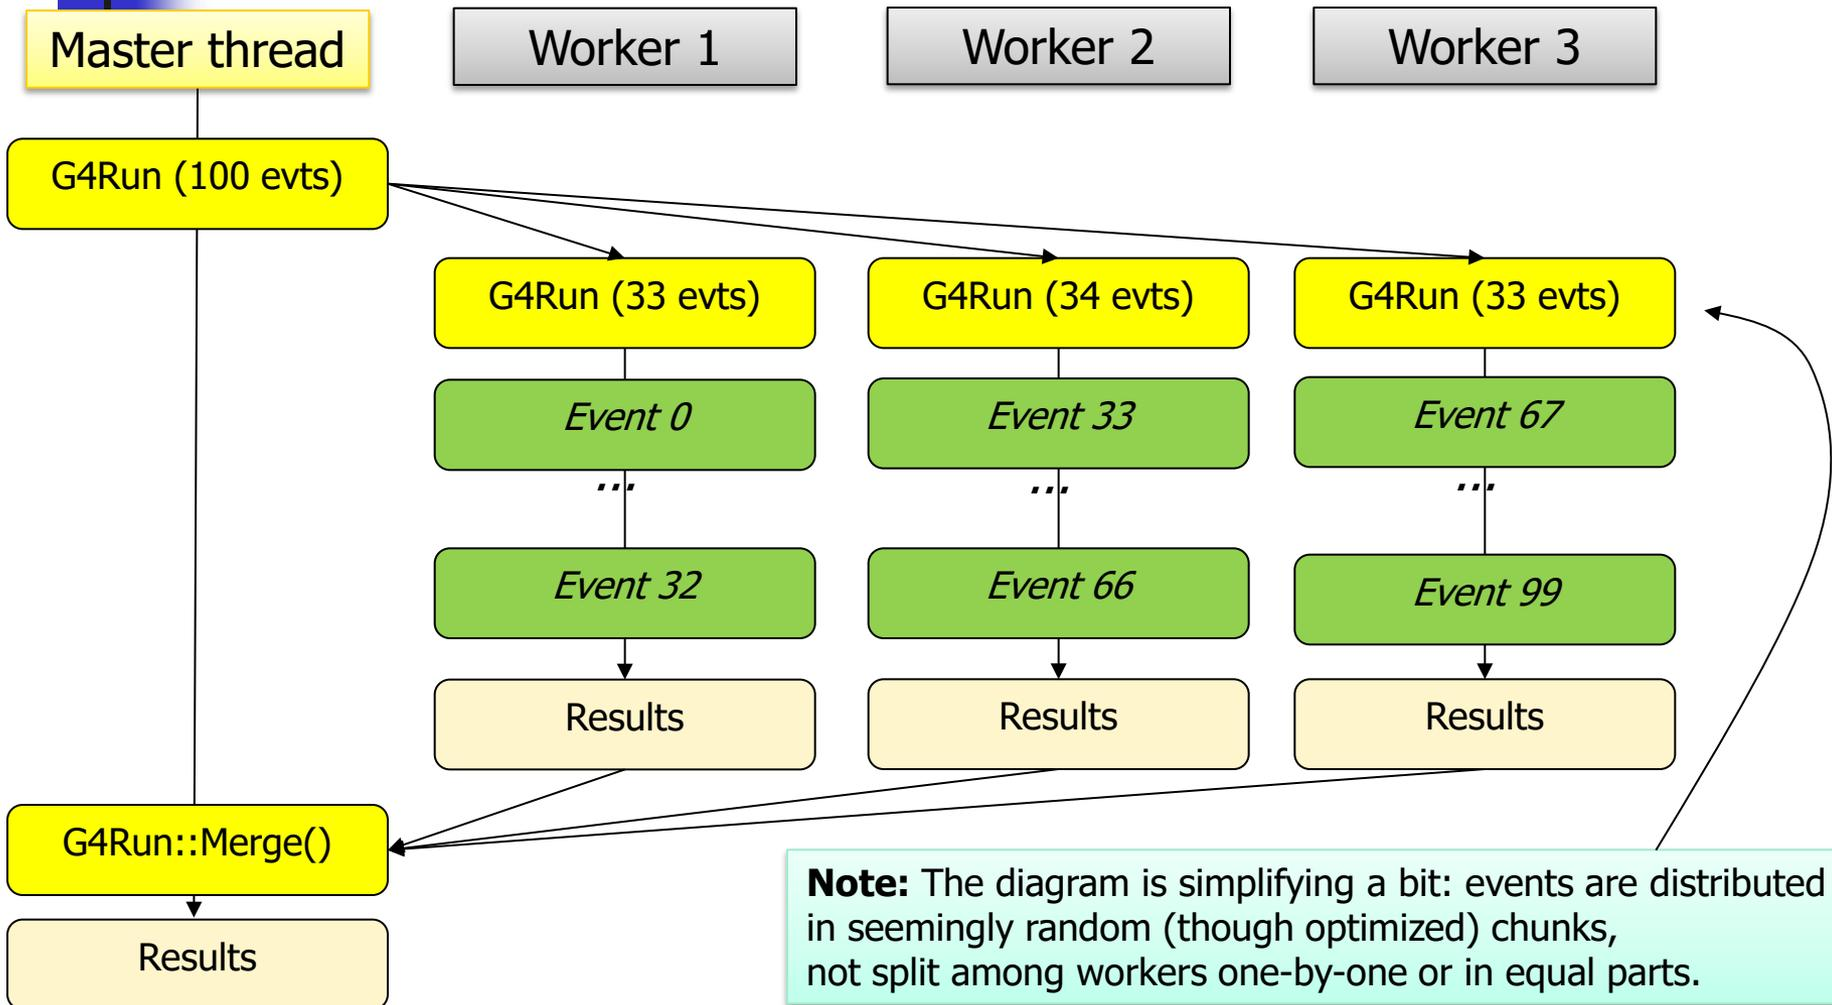 Master thread
Worker 1
Worker 2
Worker 3
G4Run (100 evts)
G4Run (33 evts)
G4Run (34 evts)
G4Run (33 evts)
Event 0
Event 33
Event 67
...
...
...
Event 32
Event 66
Event 99
Results
Results
Results
G4Run::Merge()
Results
Note: The diagram is simplifying a bit: events are distributed
in seemingly random (though optimized) chunks,
not split among workers one-by-one or in equal parts.